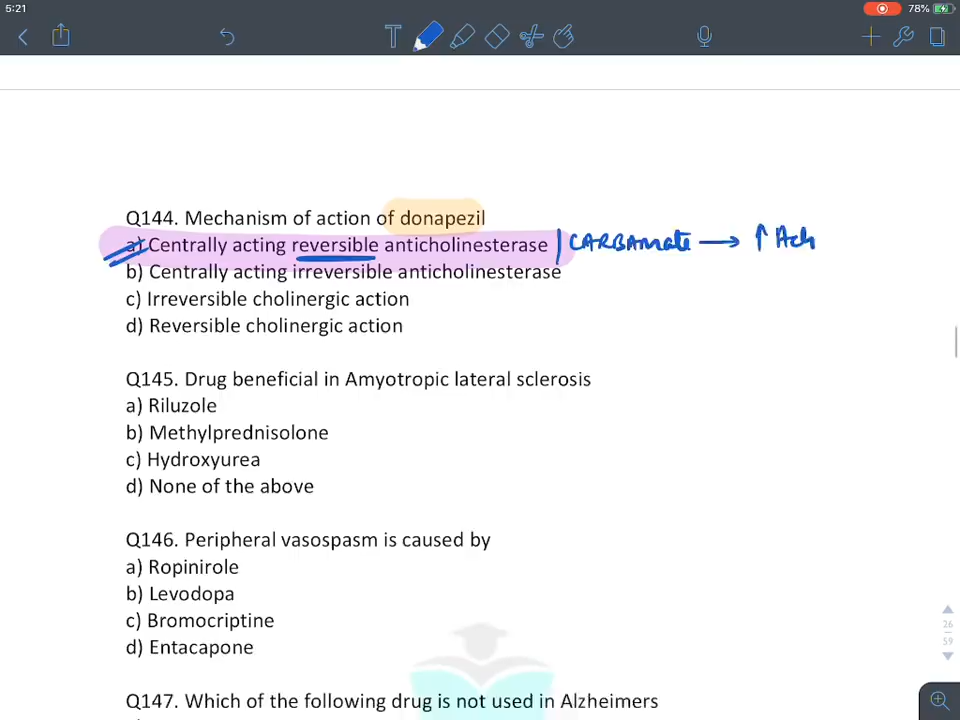 5:21
78%
T
Q144. Mechanism of action of donapezil
a) Centrally acting reversible anticholinesterase | CARBAmate → ↑ Ach
b) Centrally acting irreversible anticholinesterase
c) Irreversible cholinergic action
d) Reversible cholinergic action
Q145. Drug beneficial in Amyotropic lateral sclerosis
a) Riluzole
b) Methylprednisolone
c) Hydroxyurea
d) None of the above
Q146. Peripheral vasospasm is caused by
a) Ropinirole
b) Levodopa
c) Bromocriptine
d) Entacapone
26
59
Q147. Which of the following drug is not used in Alzheimers